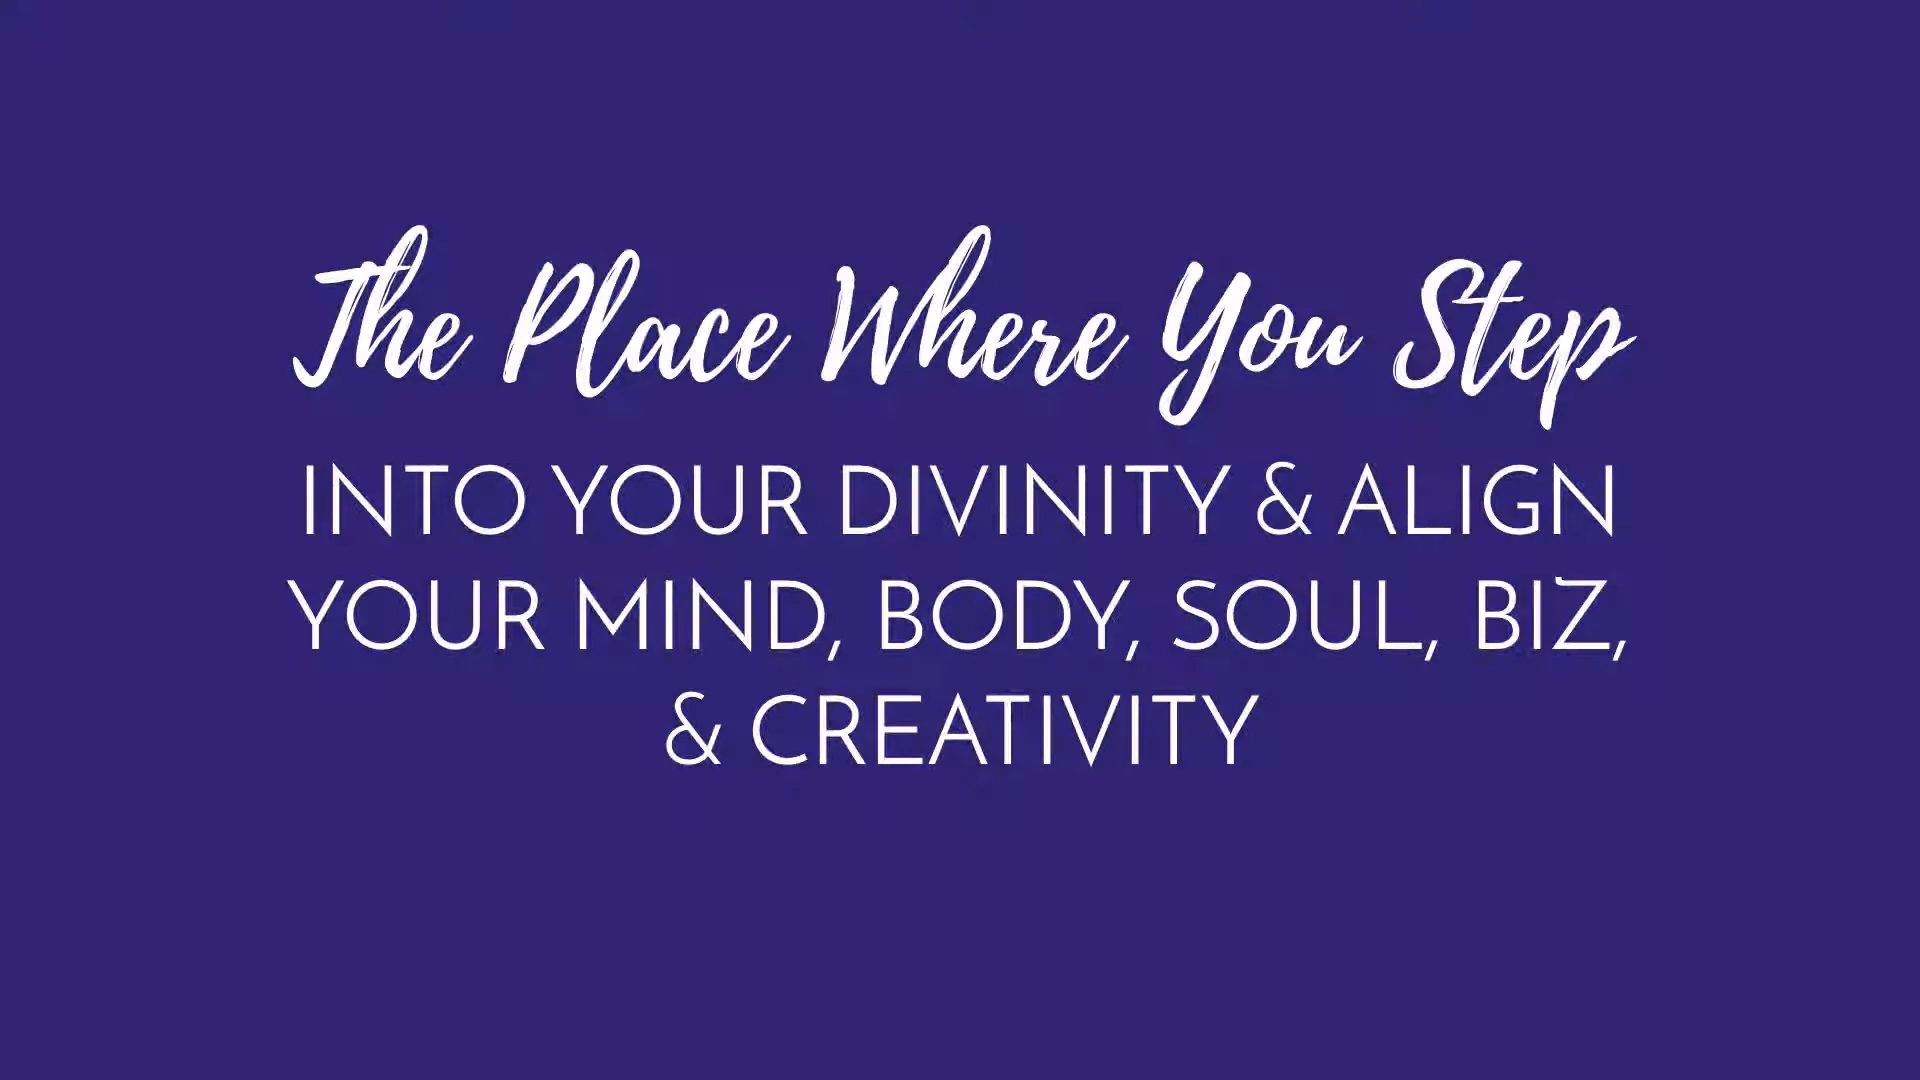 The Place Where You Step
INTO YOUR DIVINITY & ALIGN
YOUR MIND, BODY, SOUL, BIZ,
& CREATIVITY